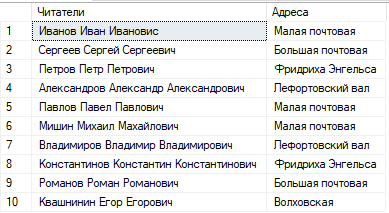 Читатели Адреса
1 Иванов Иван Ивановис Малая почтовая
2 Сергеев Сергей Сергеевич Большая почтовая
3 Петров Петр Петрович Фридриха Энгельса
4 Александров Александр Александрович Лефортовский вал
5 Павлов Павел Павлович Малая почтовая
6 Мишин Михаил Махайлович Малая почтовая
7 Владимиров Владимир Владимирович Лефортовский вал
8 Константинов Константин Константинович Фридриха Энгельса
9 Романов Роман Романович Большая почтовая
10 Квашнинин Егор Егорович Волховская